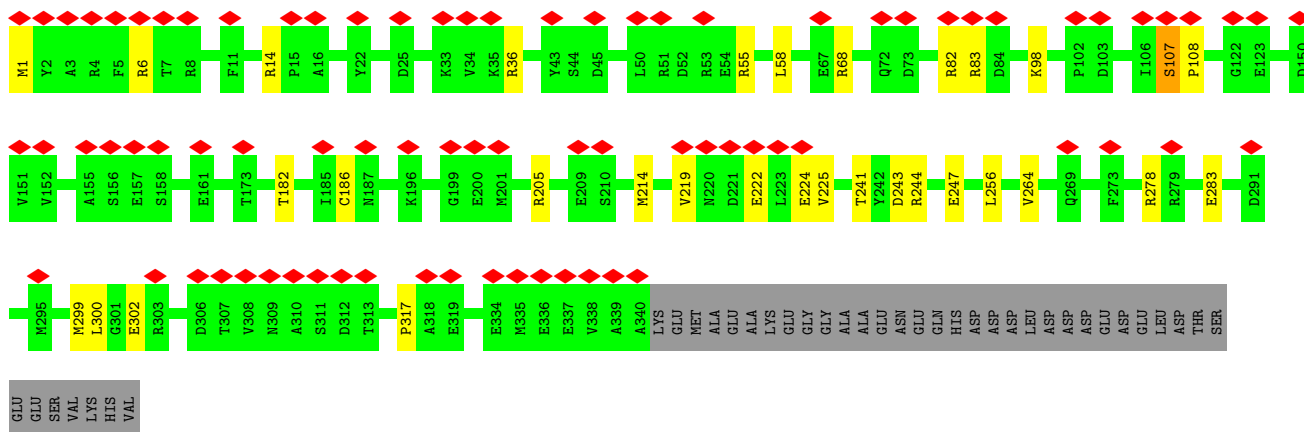 M1 Y2 A3 R4 F5 R6 T7 R8 F11 R14 P15 A16 Y22 D25 K33 V34 K35 R36 Y43 S44 D45 L50 R51 D52 R53 E54 R55 L58 E67 R68 Q72 D73 R82 R83 D84 K98 P102 D103 I106 S107 P108 G122 E123 D150
V151 V152 A155 S156 E157 S158 E161 T173 T182 I185 C186 N187 K196 G199 E200 M201 R205 E209 S210 M214 V219 N220 D221 E222 L223 E224 V225 T241 Y242 D243 R244 E247 L256 V264 Q269 F273 R278 R279 E283 D291
M295 M299 L300 G301 E302 R303 D306 T307 V308 N309 A310 S311 D312 T313 P317 A318 E319 E334 M335 E336 E337 V338 A339 A340 LYS GLU MET ALA GLU ALA LYS GLU GLY GLY ALA ALA GLU ASN GLU GLN HIS ASP ASP ASP LEU ASP ASP ASP GLU ASP GLU LEU ASP THR SER
GLU GLU SER VAL LYS HIS VAL